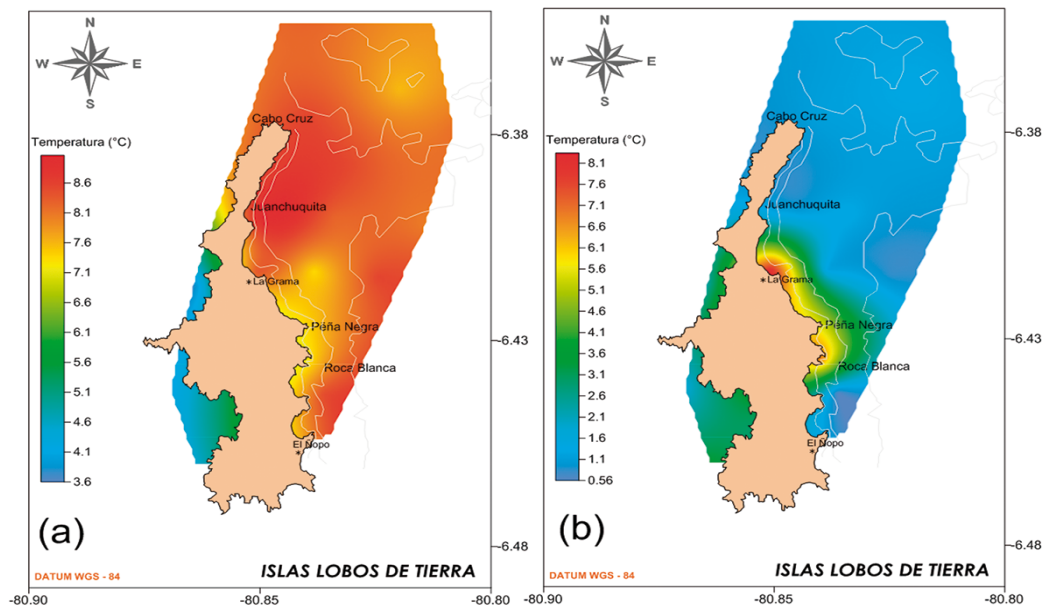 N
W E
S
Cabo Cruz
Temperatura (°C)
8.6
8.1
7.6
7.1
6.6
6.1
5.6
5.1
4.6
4.1
3.6
Juanchuquita
La Grama
Peña Negra
Roca Blanca
El Ñopo
-6.38
-6.43
-6.48
(a)
ISLAS LOBOS DE TIERRA
DATUM WGS - 84
-80.90
-80.85
-80.80
N
W E
S
Cabo Cruz
Temperatura (°C)
8.1
7.6
7.1
6.6
6.1
5.6
5.1
4.6
4.1
3.6
3.1
2.6
2.1
1.6
1.1
0.56
Juanchuquita
La Grama
Peña Negra
Roca Blanca
El Ñopo
-6.38
-6.43
-6.48
(b)
ISLAS LOBOS DE TIERRA
DATUM WGS - 84
-80.90
-80.85
-80.80